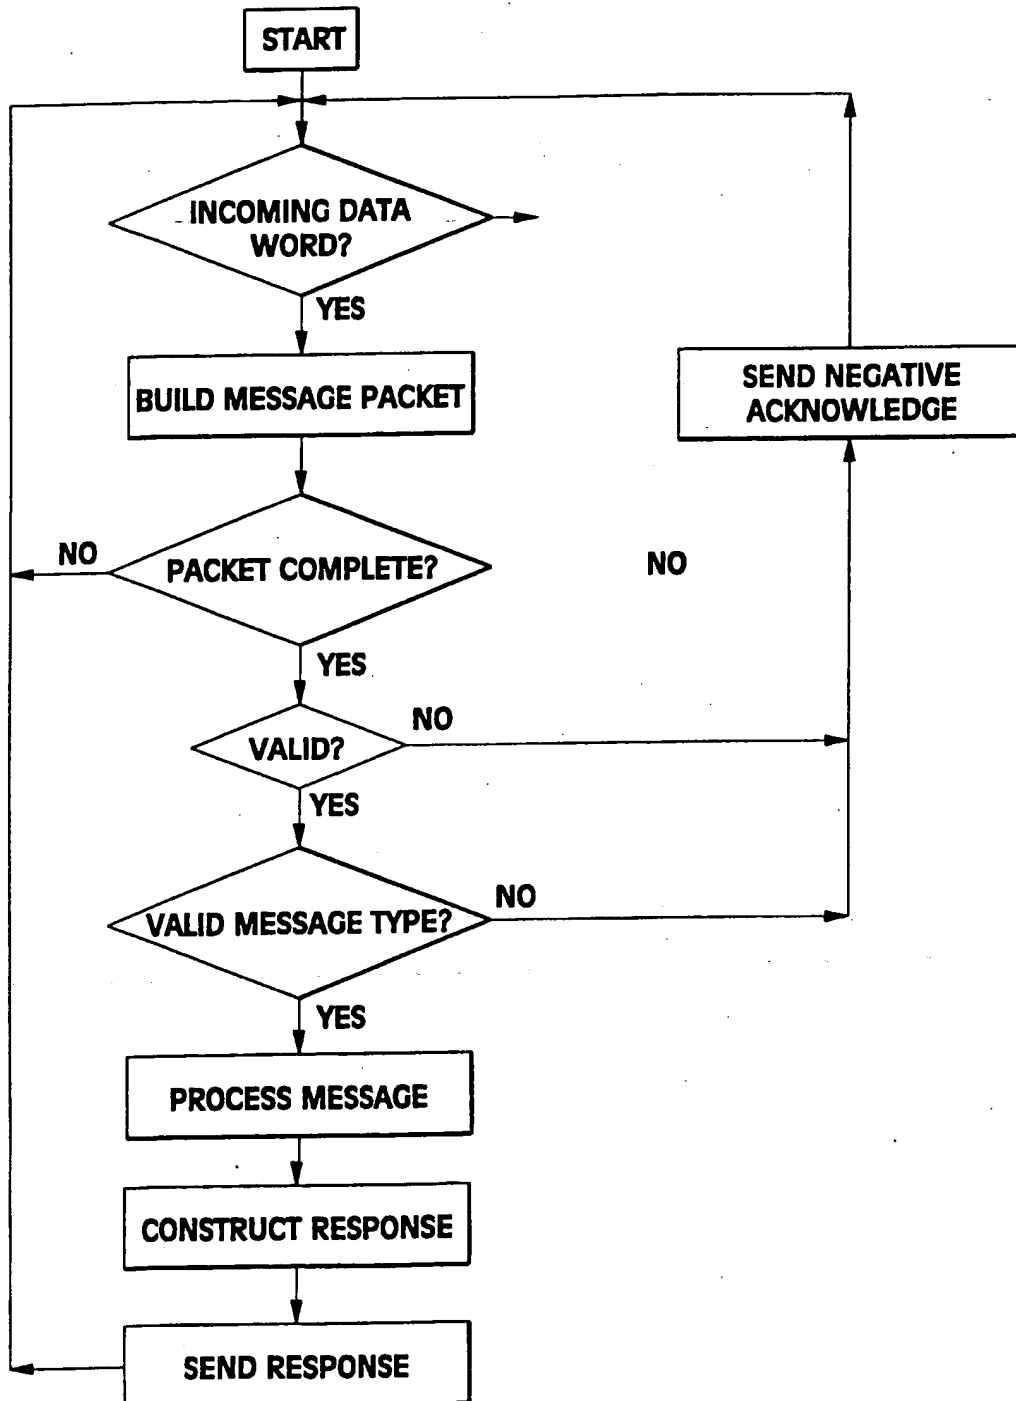 START
INCOMING DATA
WORD?
YES
BUILD MESSAGE PACKET
SEND NEGATIVE
ACKNOWLEDGE
NO
PACKET COMPLETE?
NO
YES
NO
VALID?
YES
NO
VALID MESSAGE TYPE?
YES
PROCESS MESSAGE
CONSTRUCT RESPONSE
SEND RESPONSE